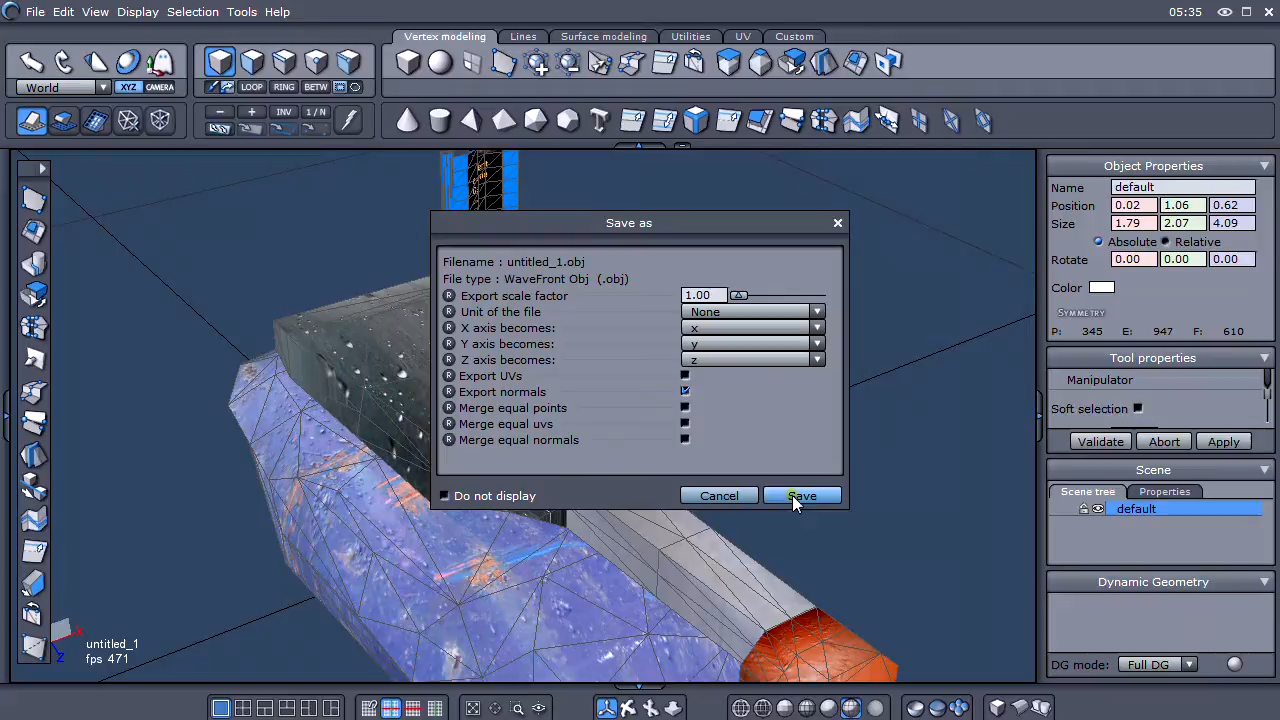 File Edit View Display Selection Tools Help 05:35
Vertex modeling Lines Surface modeling Utilities UV Custom
World XYZ CAMERA LOOP RING BETW
INV 1 / N
Object Properties
Name default
Position 0.02 1.06 0.62
Size 1.79 2.07 4.09
Absolute Relative
Rotate 0.00 0.00 0.00
Color
SYMMETRY
P: 345 E: 947 F: 610
Tool properties
Manipulator
Soft selection
Validate Abort Apply
Scene
Scene tree Properties
default
Dynamic Geometry
DG mode: Full DG
Save as
Filename : untitled_1.obj
File type : WaveFront Obj (.obj)
R Export scale factor 1.00
R Unit of the file None
R X axis becomes: x
R Y axis becomes: y
R Z axis becomes: z
R Export UVs
R Export normals
R Merge equal points
R Merge equal uvs
R Merge equal normals
Do not display Cancel Save
X
Z
untitled_1
fps 471